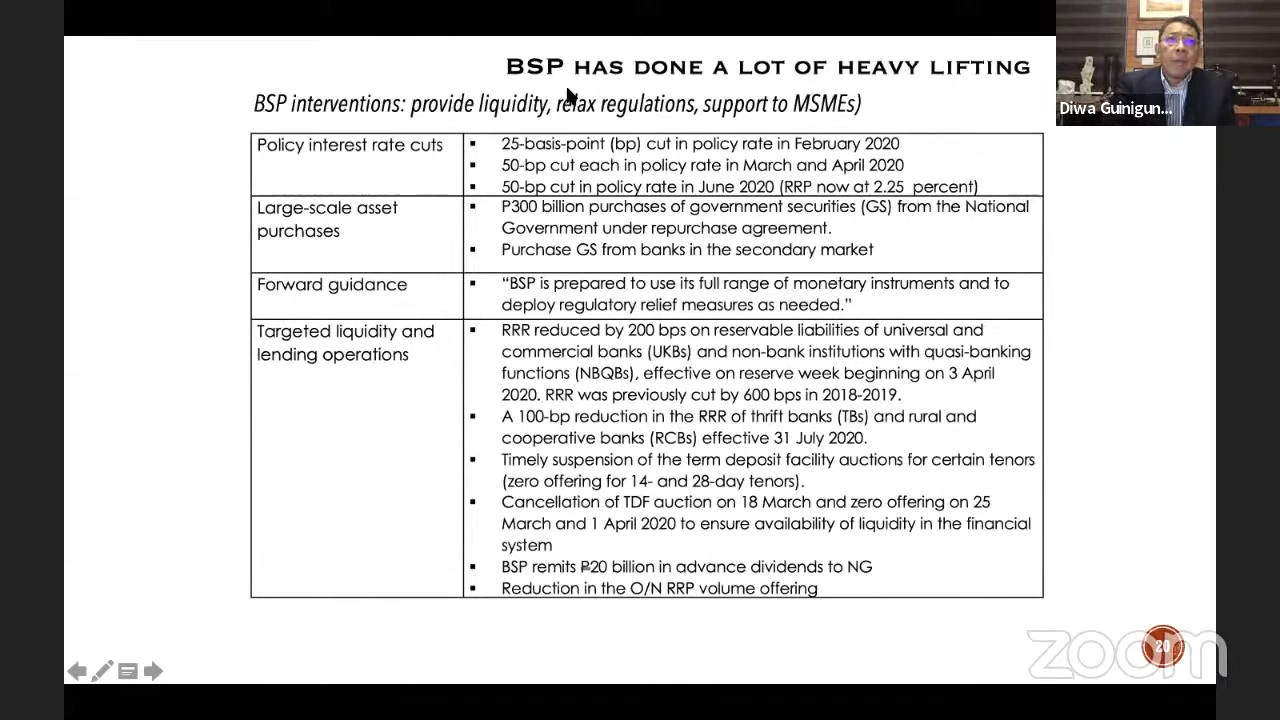 BSP HAS DONE A LOT OF HEAVY LIFTING
BSP interventions: provide liquidity, relax regulations, support to MSMEs)
Diwa Guinigun...
Policy interest rate cuts
▪ 25-basis-point (bp) cut in policy rate in February 2020
▪ 50-bp cut each in policy rate in March and April 2020
▪ 50-bp cut in policy rate in June 2020 (RRP now at 2.25 percent)
Large-scale asset
purchases
▪ P300 billion purchases of government securities (GS) from the National
Government under repurchase agreement.
▪ Purchase GS from banks in the secondary market
Forward guidance
▪ “BSP is prepared to use its full range of monetary instruments and to
deploy regulatory relief measures as needed.”
Targeted liquidity and
lending operations
▪ RRR reduced by 200 bps on reservable liabilities of universal and
commercial banks (UKBs) and non-bank institutions with quasi-banking
functions (NBQBs), effective on reserve week beginning on 3 April
2020. RRR was previously cut by 600 bps in 2018-2019.
▪ A 100-bp reduction in the RRR of thrift banks (TBs) and rural and
cooperative banks (RCBs) effective 31 July 2020.
▪ Timely suspension of the term deposit facility auctions for certain tenors
(zero offering for 14- and 28-day tenors).
▪ Cancellation of TDF auction on 18 March and zero offering on 25
March and 1 April 2020 to ensure availability of liquidity in the financial
system
▪ BSP remits ₱20 billion in advance dividends to NG
▪ Reduction in the O/N RRP volume offering
20
zoom